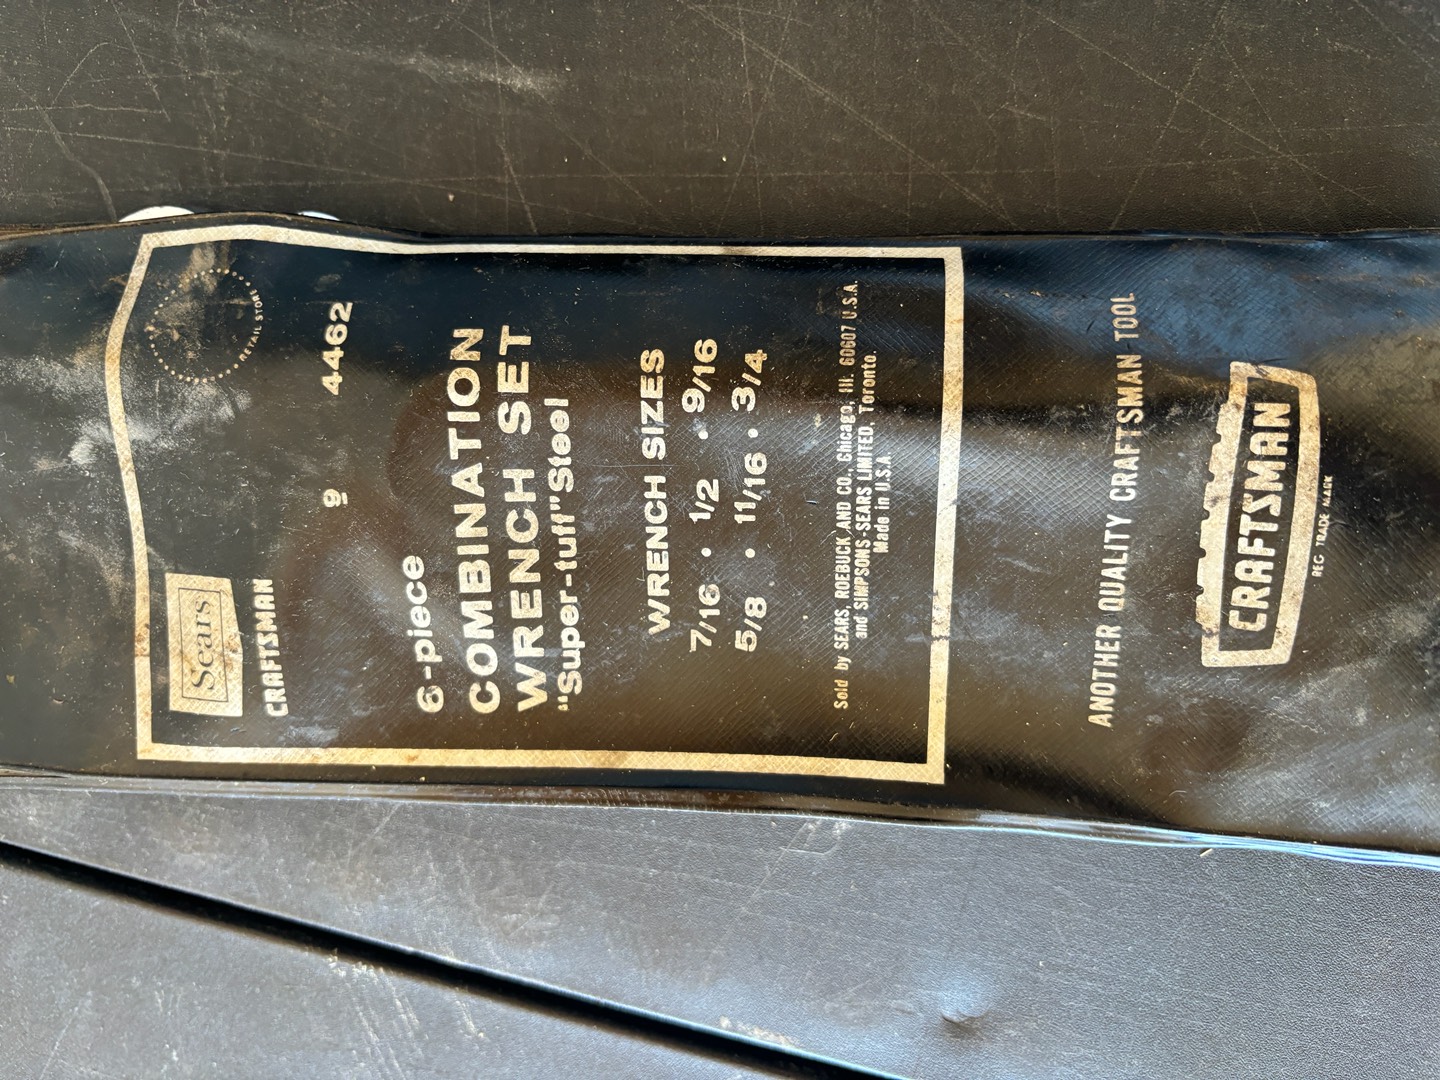 RETAIL STORE
Sears
CRAFTSMAN
9 4462
6-piece
COMBINATION
WRENCH SET
"Super-tuff" Steel
WRENCH SIZES
7/16 • 1/2 • 9/16
5/8 • 11/16 • 3/4
Sold by SEARS, ROEBUCK AND CO., Chicago, Ill. 60607 U.S.A.
and SIMPSONS-SEARS LIMITED, Toronto
Made in U.S.A.
ANOTHER QUALITY CRAFTSMAN TOOL
CRAFTSMAN
REG TRADE MARK